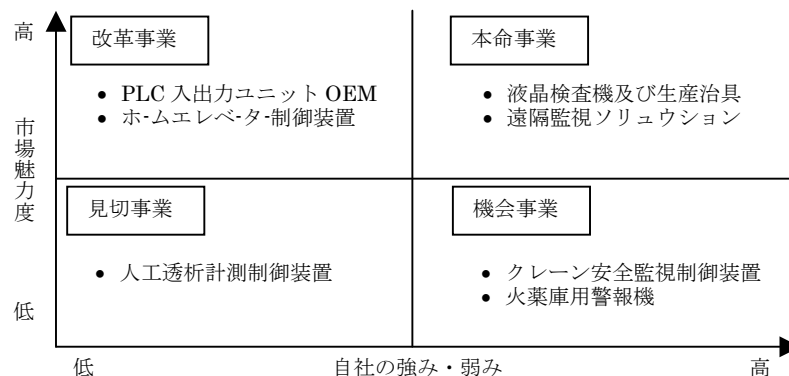 高
改革事業
本命事業
• PLC 入出力ユニット OEM
• ホ-ムエレベ-タ-制御装置
• 液晶検査機及び生産治具
• 遠隔監視ソリュウション
市場魅力度
見切事業
機会事業
• 人工透析計測制御装置
• クレーン安全監視制御装置
• 火薬庫用警報機
低
低
自社の強み・弱み
高